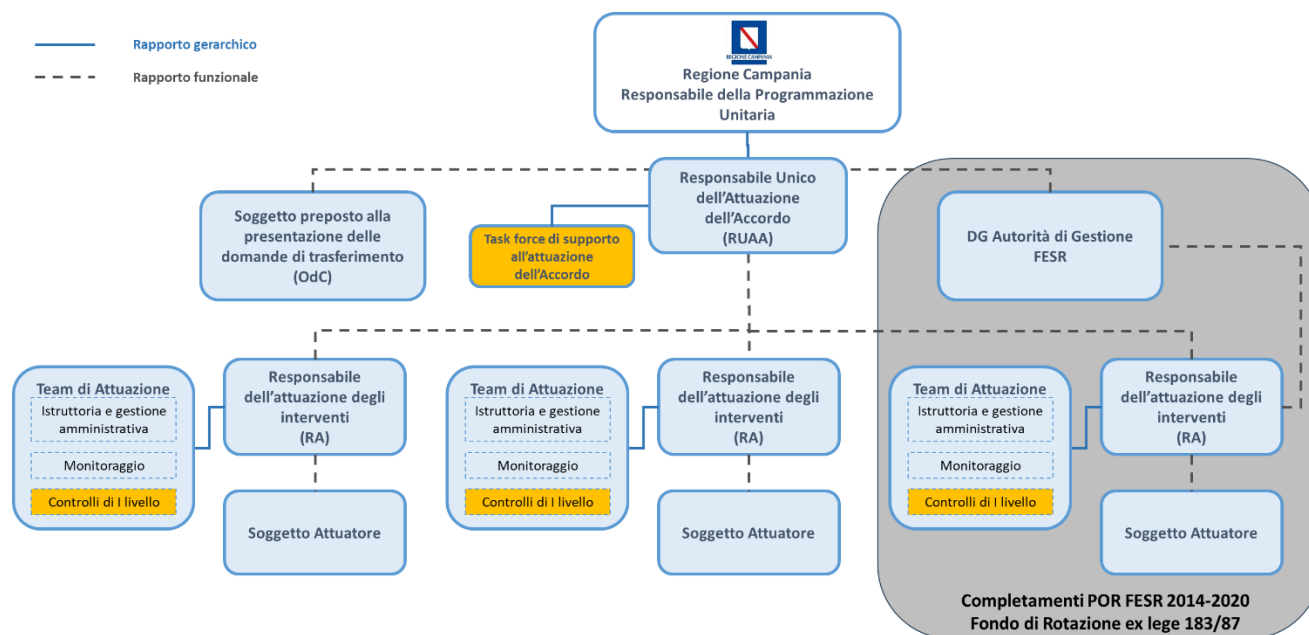 Rapporto gerarchico
Rapporto funzionale
REGIONE CAMPANIA
Regione Campania
Responsabile della Programmazione
Unitaria
Soggetto preposto alla
presentazione delle
domande di trasferimento
(OdC)
Responsabile Unico
dell'Attuazione
dell'Accordo
(RUAA)
Task force di supporto
all'attuazione
dell'Accordo
DG Autorità di Gestione
FESR
Team di Attuazione
Istruttoria e gestione
amministrativa
Monitoraggio
Controlli di I livello
Responsabile
dell'attuazione degli
interventi
(RA)
Soggetto Attuatore
Team di Attuazione
Istruttoria e gestione
amministrativa
Monitoraggio
Controlli di I livello
Responsabile
dell'attuazione degli
interventi
(RA)
Soggetto Attuatore
Team di Attuazione
Istruttoria e gestione
amministrativa
Monitoraggio
Controlli di I livello
Responsabile
dell'attuazione degli
interventi
(RA)
Soggetto Attuatore
Completamenti POR FESR 2014-2020
Fondo di Rotazione ex lege 183/87